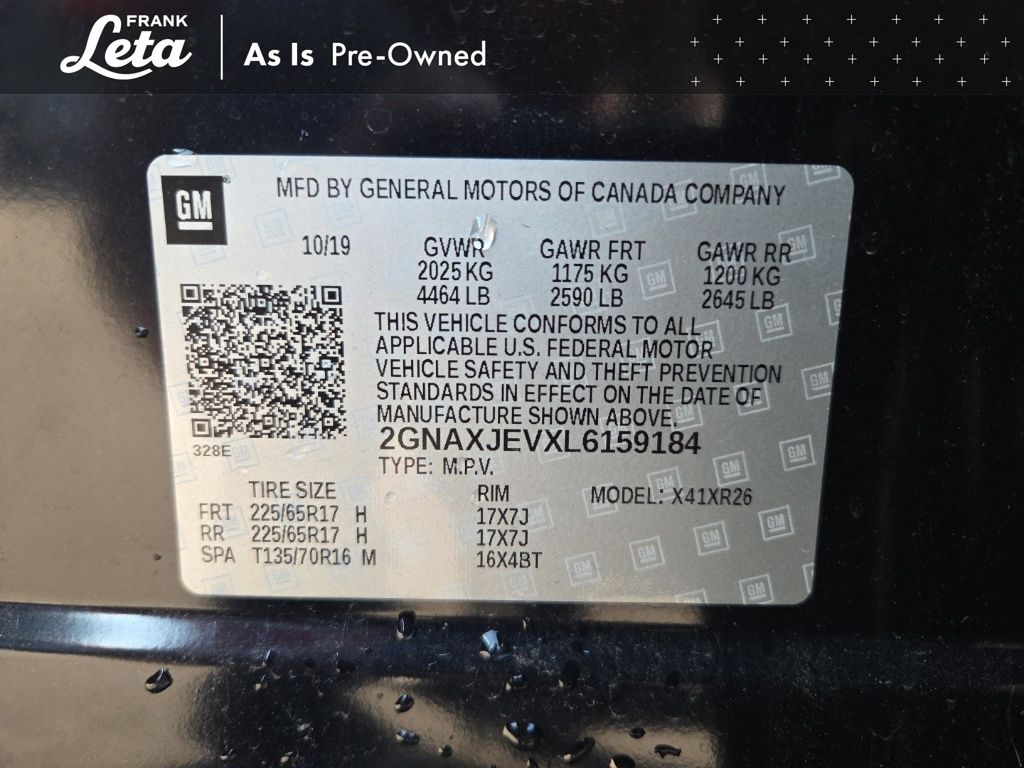 FRANK
Leta
As Is Pre-Owned
GM
MFD BY GENERAL MOTORS OF CANADA COMPANY
10/19 GVWR GAWR FRT GAWR RR
2025 KG 1175 KG 1200 KG
4464 LB 2590 LB 2645 LB
THIS VEHICLE CONFORMS TO ALL
APPLICABLE U.S. FEDERAL MOTOR
VEHICLE SAFETY AND THEFT PREVENTION
STANDARDS IN EFFECT ON THE DATE OF
MANUFACTURE SHOWN ABOVE.
2GNAXJEVXL6159184
328E
TYPE: M.P.V.
TIRE SIZE RIM MODEL: X41XR26
FRT 225/65R17 H 17X7J
RR 225/65R17 H 17X7J
SPA T135/70R16 M 16X4BT